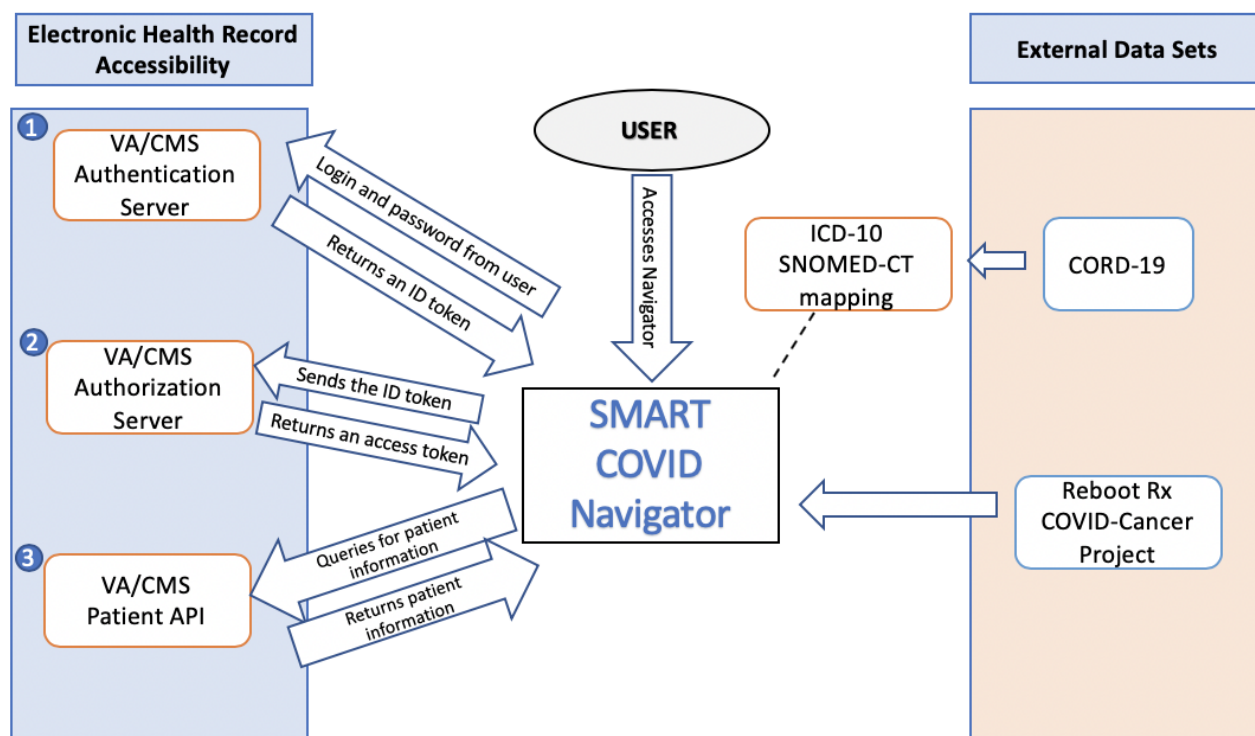 Electronic Health Record
Accessibility
External Data Sets
USER
1
VA/CMS
Authentication
Server
Login and password from user
Returns an ID token
Accesses Navigator
ICD-10
SNOMED-CT
mapping
CORD-19
2
VA/CMS
Authorization
Server
Sends the ID token
Returns an access token
SMART
COVID
Navigator
Reboot Rx
COVID-Cancer
Project
3
VA/CMS
Patient API
Queries for patient
information
Returns patient
information